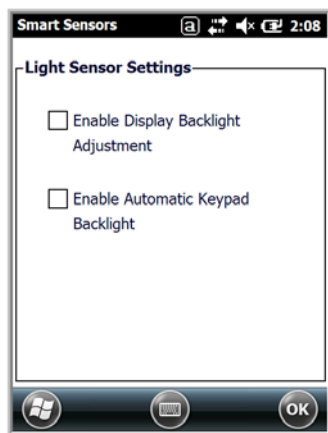 Smart Sensors a 2:08
Light Sensor Settings
Enable Display Backlight
Adjustment
Enable Automatic Keypad
Backlight
OK